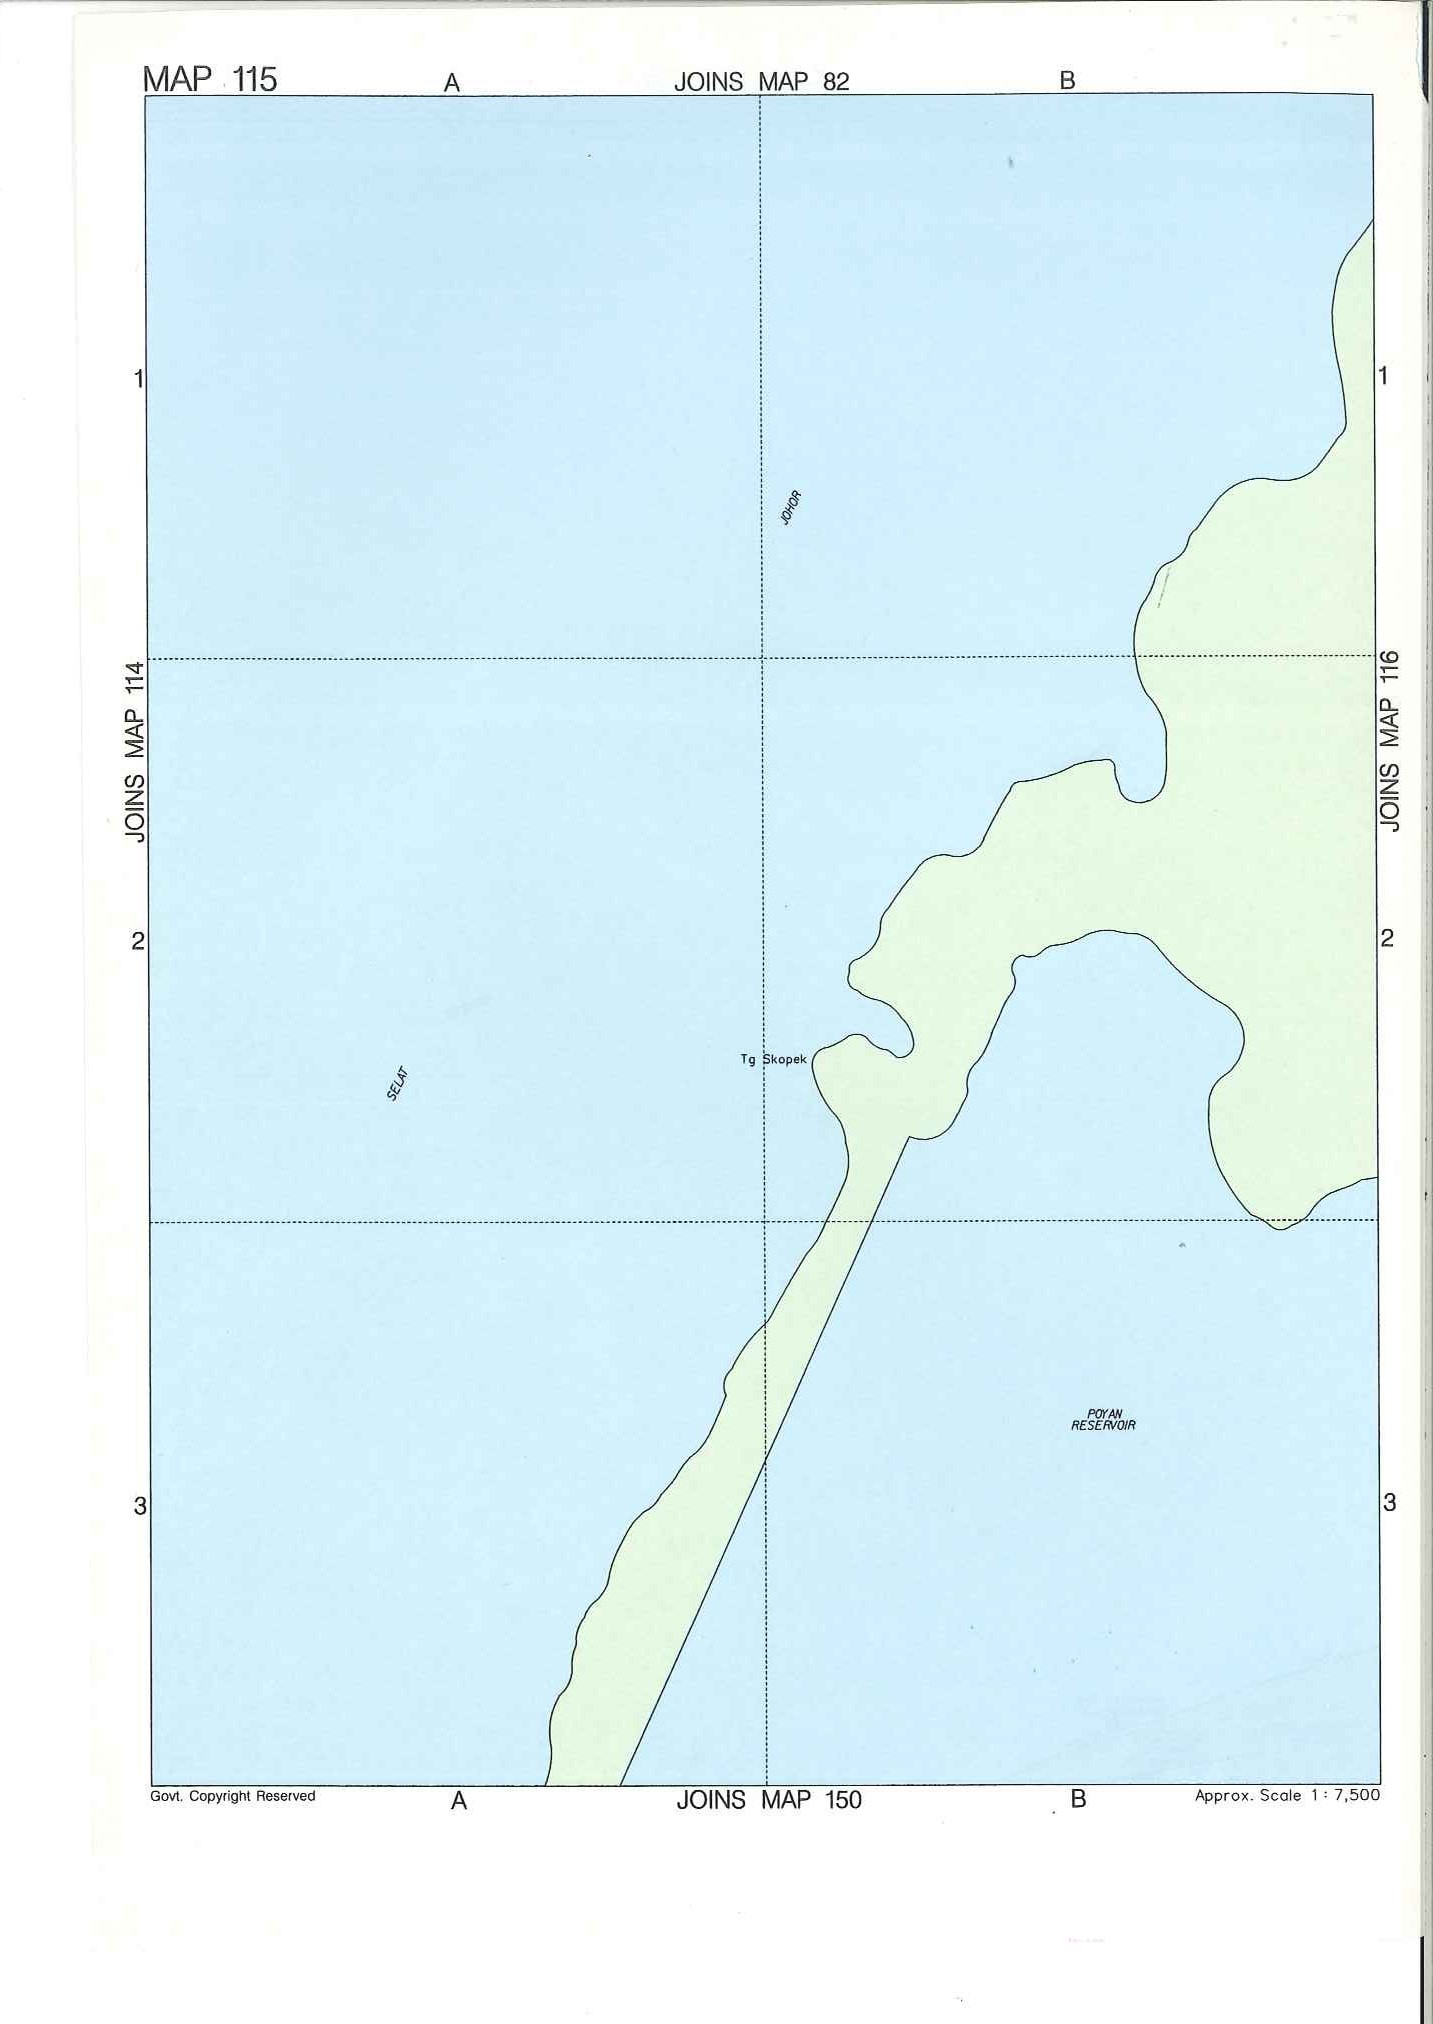 MAP 115
A
JOINS MAP 82
B
1
1
JOHOR
JOINS MAP 114
JOINS MAP 116
2
2
Tg Skopek
SELAT
POYAN
RESERVOIR
3
3
Govt. Copyright Reserved
A
JOINS MAP 150
B
Approx. Scale 1 : 7,500